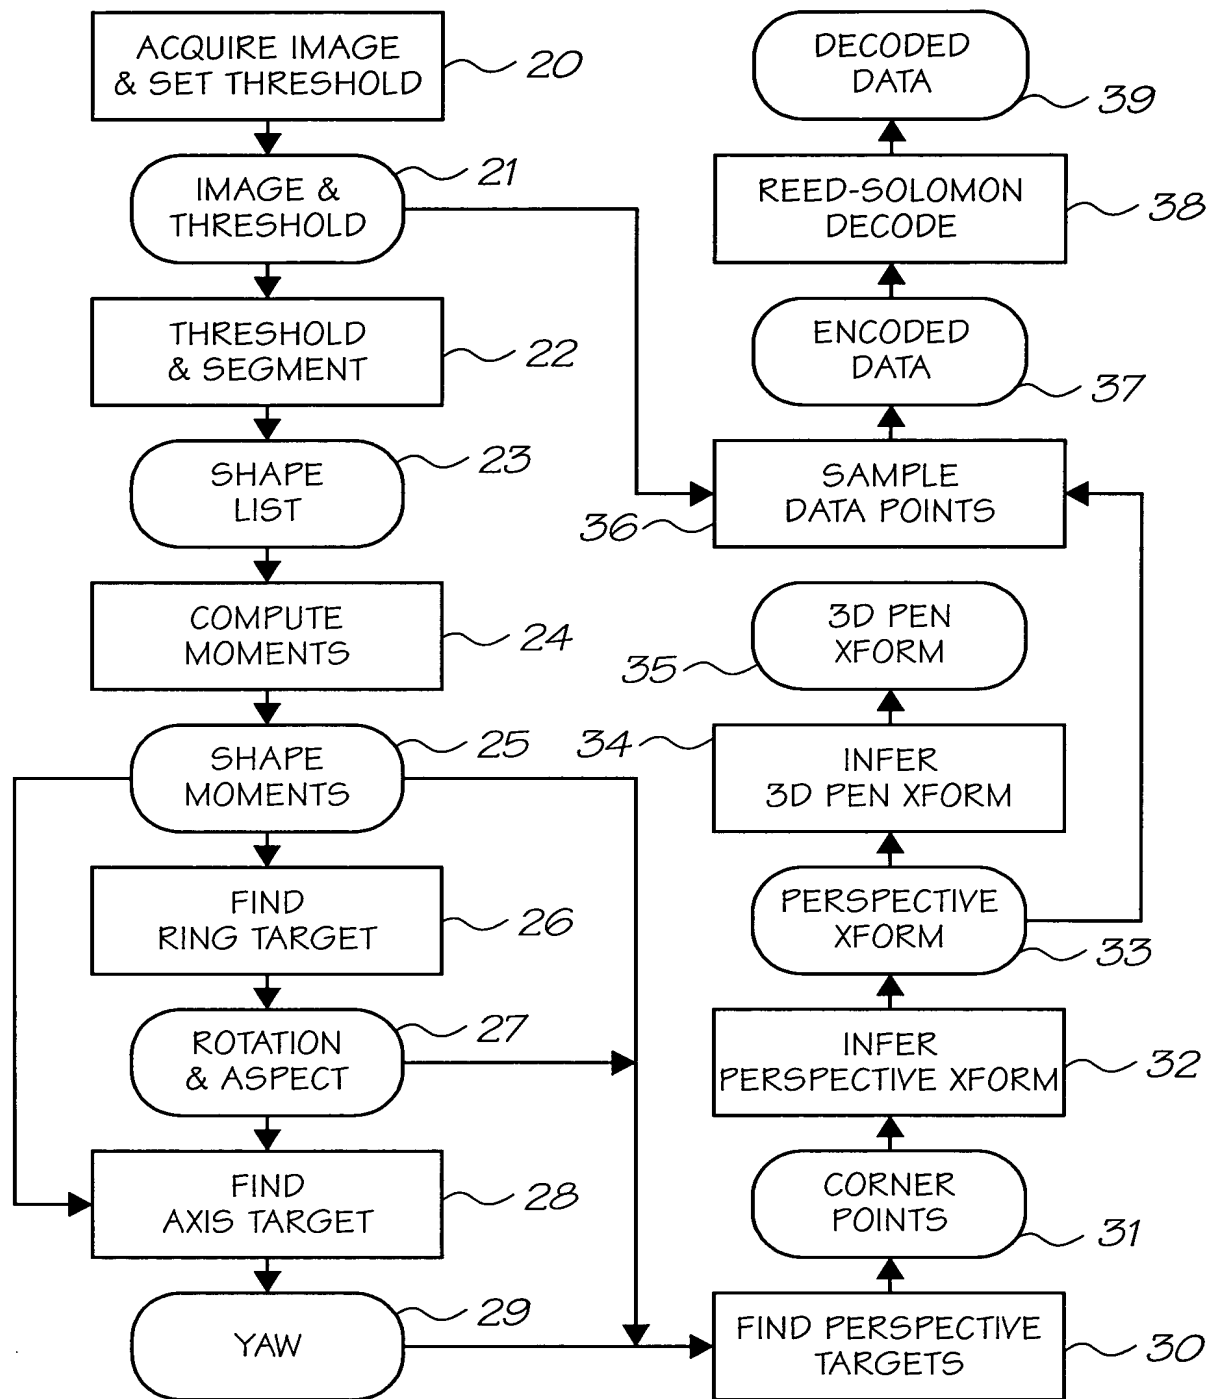 ACQUIRE IMAGE
& SET THRESHOLD
20
IMAGE &
THRESHOLD
21
THRESHOLD
& SEGMENT
22
SHAPE
LIST
23
COMPUTE
MOMENTS
24
SHAPE
MOMENTS
25
FIND
RING TARGET
26
ROTATION
& ASPECT
27
FIND
AXIS TARGET
28
YAW
29
DECODED
DATA
39
REED-SOLOMON
DECODE
38
ENCODED
DATA
37
SAMPLE
DATA POINTS
36
3D PEN
XFORM
35
INFER
3D PEN XFORM
34
PERSPECTIVE
XFORM
33
INFER
PERSPECTIVE XFORM
32
CORNER
POINTS
31
FIND PERSPECTIVE
TARGETS
30